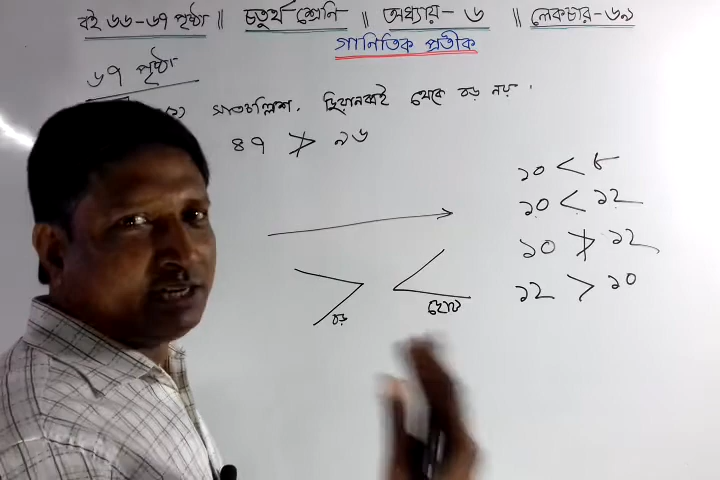 বই ৬৬-৬৭ পৃষ্ঠা || চতুর্থ শ্রেনি || অধ্যায়- ৬ || লেকচার-৬৯
গানিতিক প্রতীক
৬৭ পৃষ্ঠা
সাতচল্লিশ, ছিয়ানব্বই থেকে বড় নয়।
৪৭ ≯ ৯৬
১০ < ৮
১০ < ১২
১০ ≯ ১২
১২ > ১০
> <
বড় ছোট